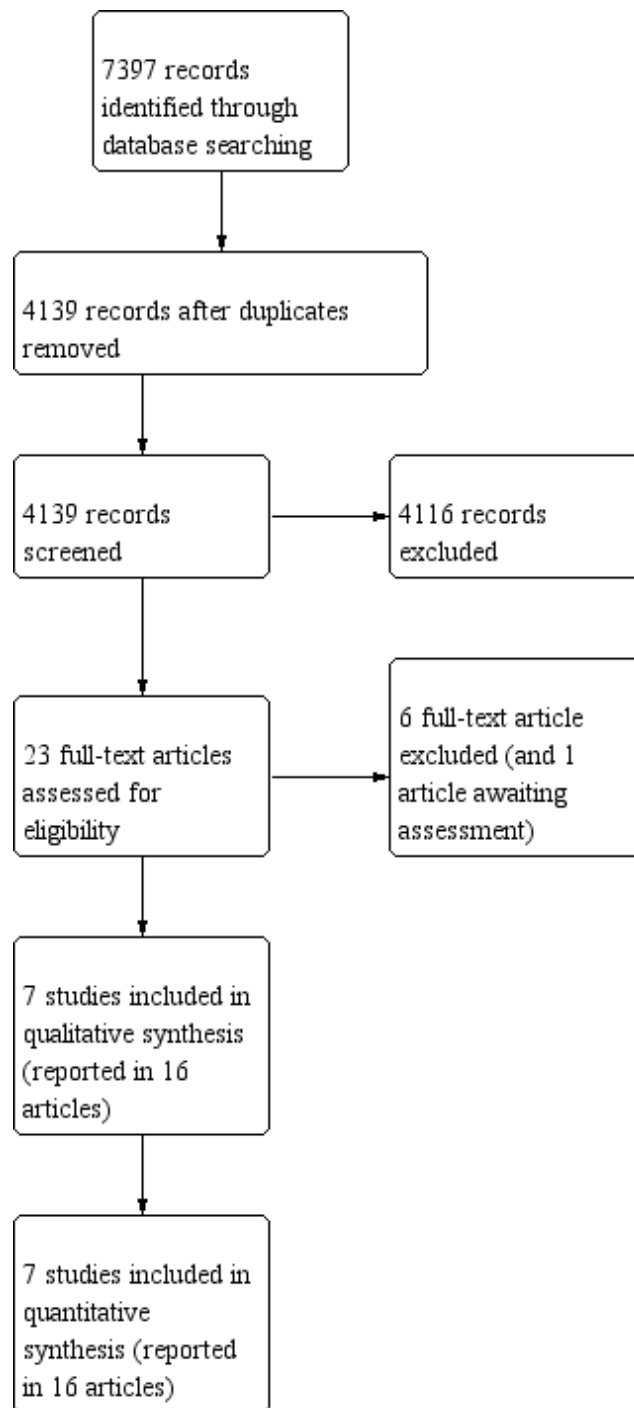 7397 records
identified through
database searching
4139 records after duplicates
removed
4139 records
screened
4116 records
excluded
23 full-text articles
assessed for
eligibility
6 full-text article
excluded (and 1
article awaiting
assessment)
7 studies included in
qualitative synthesis
(reported in 16
articles)
7 studies included in
quantitative
synthesis (reported
in 16 articles)